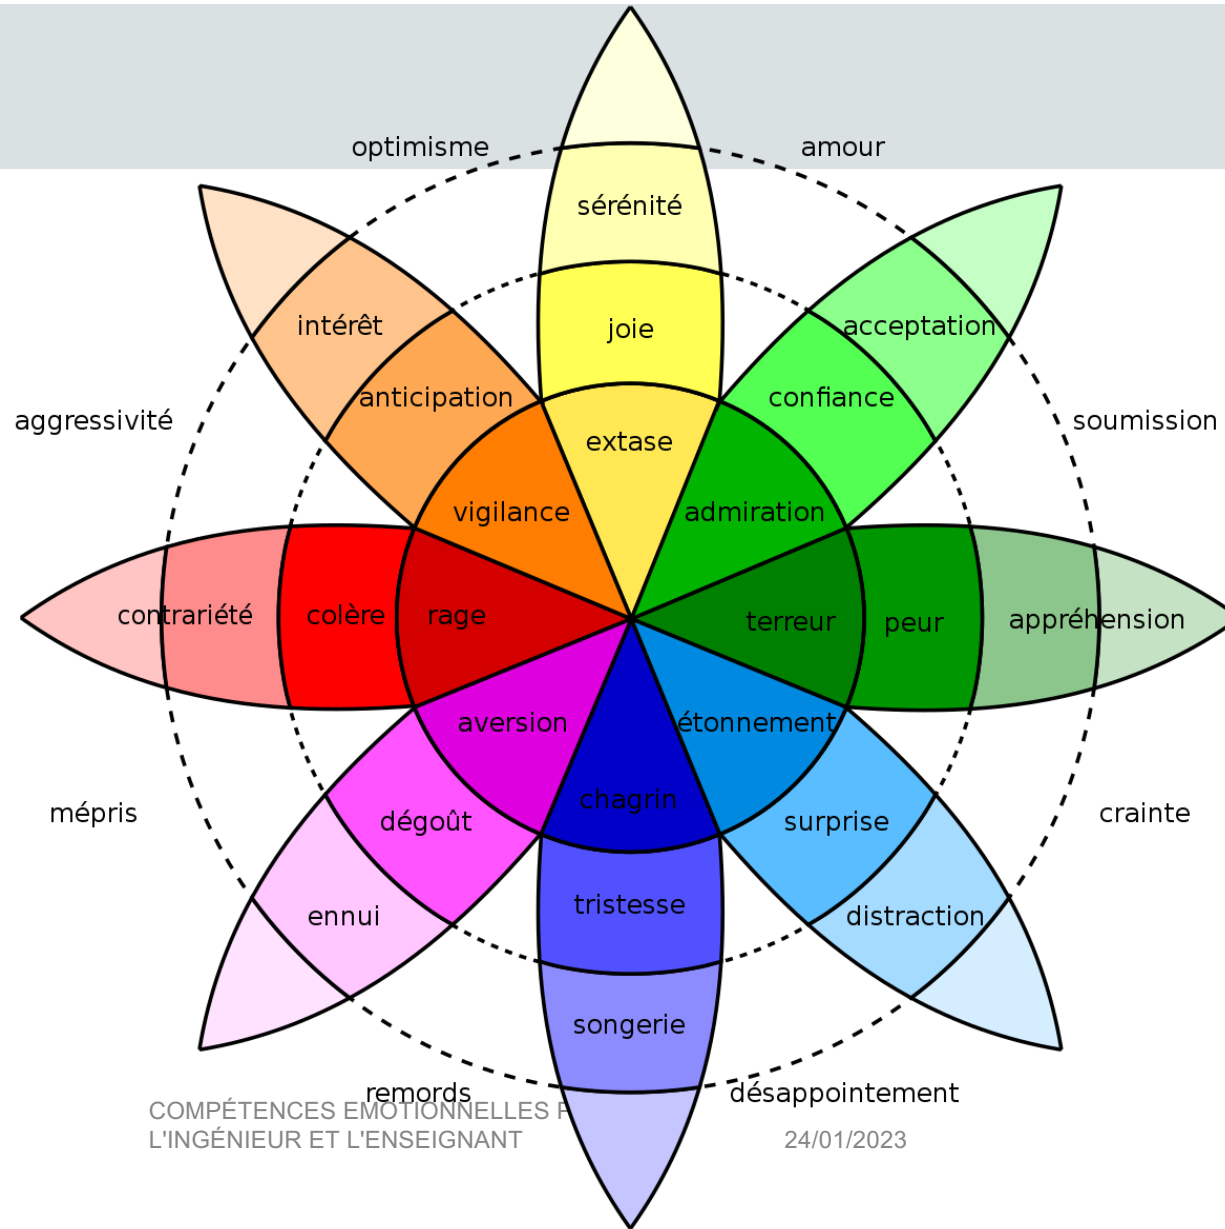 optimisme
amour
sérénité
intérêt
acceptation
joie
anticipation
confiance
aggressivité
soumission
extase
vigilance
admiration
contrariété
colère
rage
terreur
peur
appréhension
aversion
étonnement
chagrin
mépris
crainte
dégoût
surprise
tristesse
ennui
distraction
songerie
remords
désappointement
COMPÉTENCES EMOTIONNELLES
L'INGÉNIEUR ET L'ENSEIGNANT
24/01/2023